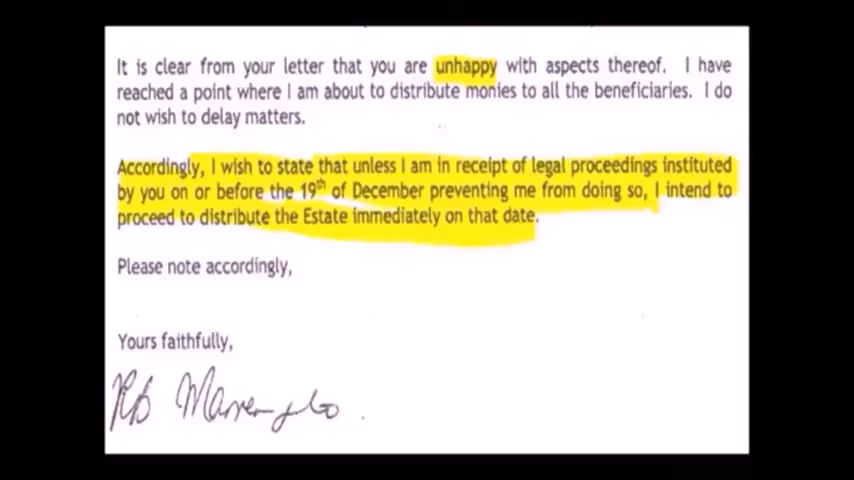 It is clear from your letter that you are unhappy with aspects thereof. I have
reached a point where I am about to distribute monies to all the beneficiaries. I do
not wish to delay matters.
Accordingly, I wish to state that unless I am in receipt of legal proceedings instituted
by you on or before the 19th of December preventing me from doing so, I intend to
proceed to distribute the Estate immediately on that date.
Please note accordingly,
Yours faithfully,